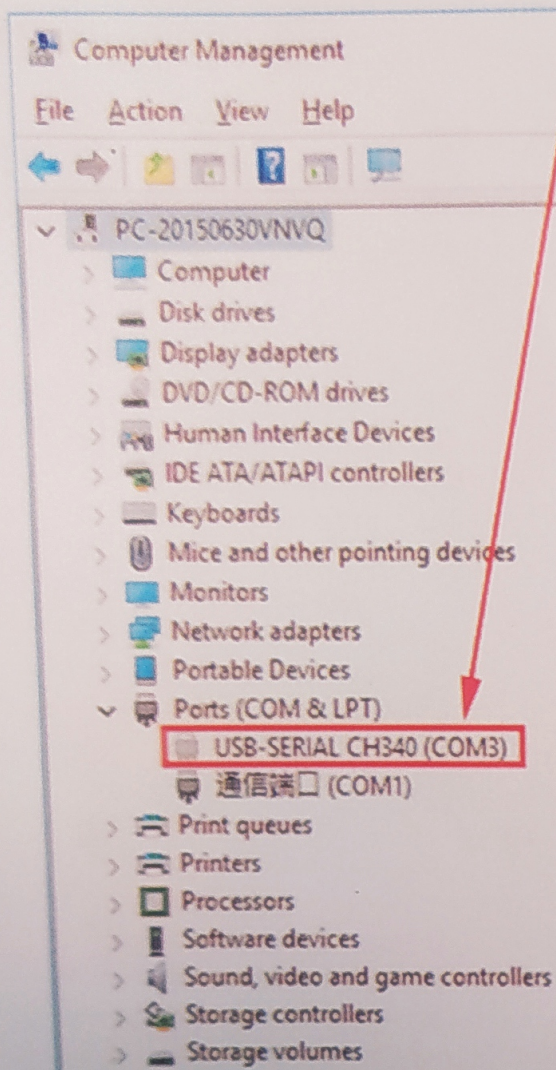 Computer Management
File Action View Help
PC-20150630VNVQ
Computer
Disk drives
Display adapters
DVD/CD-ROM drives
Human Interface Devices
IDE ATA/ATAPI controllers
Keyboards
Mice and other pointing devices
Monitors
Network adapters
Portable Devices
Ports (COM & LPT)
USB-SERIAL CH340 (COM3)
通信端口 (COM1)
Print queues
Printers
Processors
Software devices
Sound, video and game controllers
Storage controllers
Storage volumes